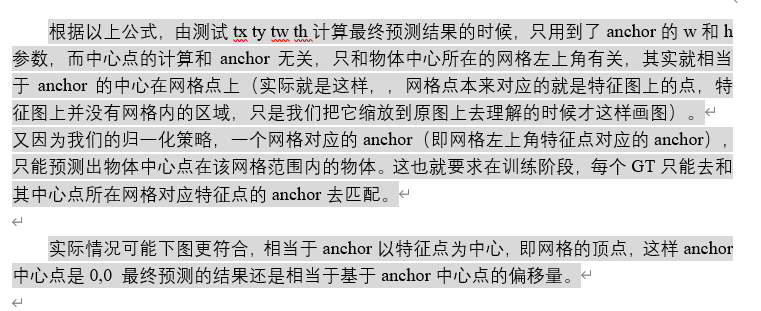 根据以上公式，由测试 tx ty tw th 计算最终预测结果的时候，只用到了 anchor 的 w 和 h
参数，而中心点的计算和 anchor 无关，只和物体中心所在的网格左上角有关，其实就相当
于 anchor 的中心在网格点上（实际就是这样，，网格点本来对应的就是特征图上的点，特
征图上并没有网格内的区域，只是我们把它缩放到原图上去理解的时候才这样画图）。
又因为我们的归一化策略，一个网格对应的 anchor（即网格左上角特征点对应的 anchor），
只能预测出物体中心点在该网格范围内的物体。这也就要求在训练阶段，每个 GT 只能去和
其中心点所在网格对应特征点的 anchor 去匹配。
实际情况可能下图更符合，相当于 anchor 以特征点为中心，即网格的顶点，这样 anchor
中心点是 0,0 最终预测的结果还是相当于基于 anchor 中心点的偏移量。